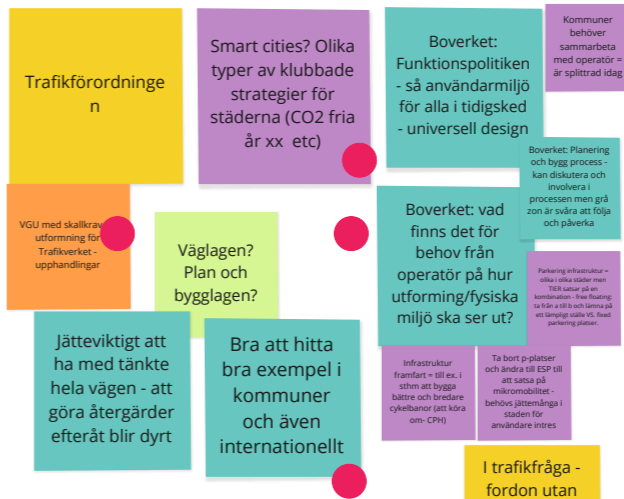 Trafikförordninge
n
Smart cities? Olika
typer av klubbade
strategier för
städerna (CO2 fria
år xx etc)
Boverket:
Funktionspolitiken
- så användarmiljö
för alla i tidigsked
- universell design
Kommuner
behöver
sammarbeta
med operatör =
är splittrad idag
VGU med skallkrav
utformning för
Trafikverket -
upphandlingar
Väglagen?
Plan och
bygglagen?
Boverket: vad
finns det för
behov från
operatör på hur
utforming/fysiska
miljö ska ser ut?
Boverket: Planering
och bygg process -
kan diskutera och
involvera i
processen men grå
zon är svåra att följa
och påverka
Parkering infrastruktur =
olika i olika städer men
TIER satsar på en
kombination - free floating:
ta från a till b och lämna på
ett lämpligt ställe VS. fixed
parkering platser.
Jätteviktigt att
ha med tänkte
hela vägen - att
göra återgärder
efteråt blir dyrt
Bra att hitta
bra exempel i
kommuner
och även
internationellt
Infrastruktur
framfart = till ex. i
sthm att bygga
bättre och bredare
cykelbanor (att köra
om- CPH)
Ta bort p-platser
och ändra till ESP till
att satsa på
mikromobilitet -
behövs jättemånga i
staden för
användare intres
I trafikfråga -
fordon utan